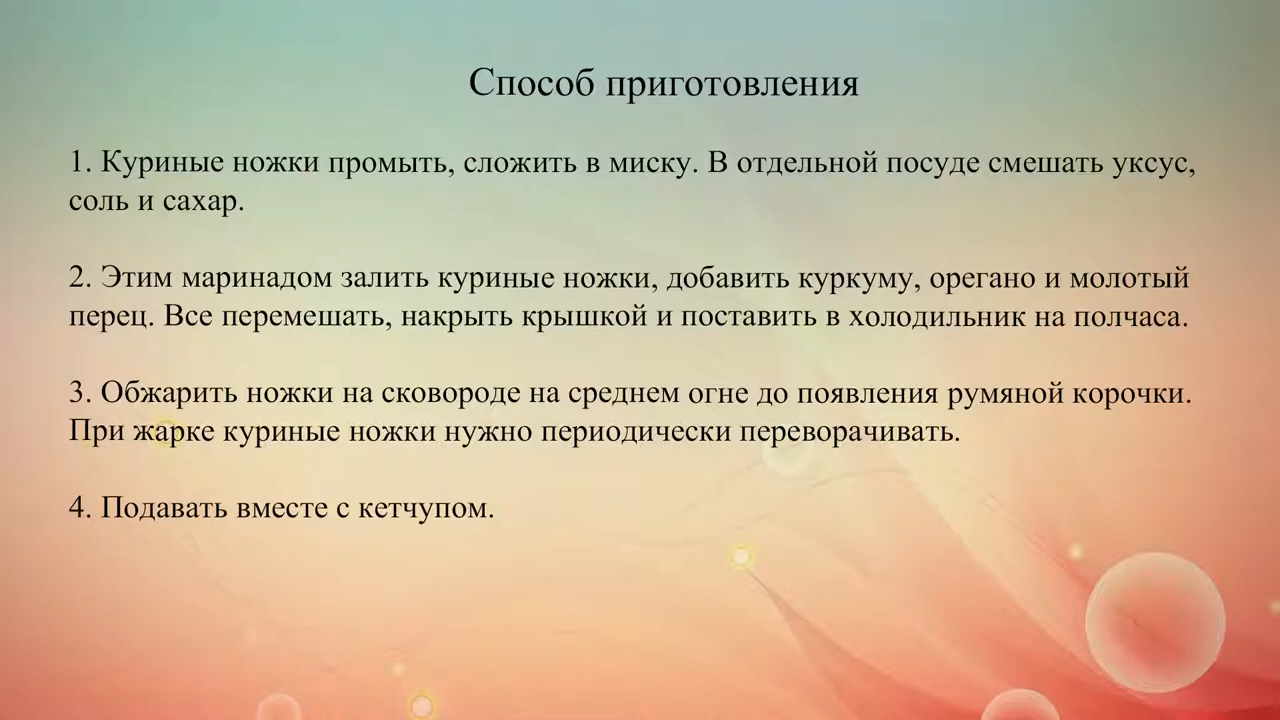 Способ приготовления
1. Куриные ножки промыть, сложить в миску. В отдельной посуде смешать уксус,
соль и сахар.
2. Этим маринадом залить куриные ножки, добавить куркуму, орегано и молотый
перец. Все перемешать, накрыть крышкой и поставить в холодильник на полчаса.
3. Обжарить ножки на сковороде на среднем огне до появления румяной корочки.
При жарке куриные ножки нужно периодически переворачивать.
4. Подавать вместе с кетчупом.